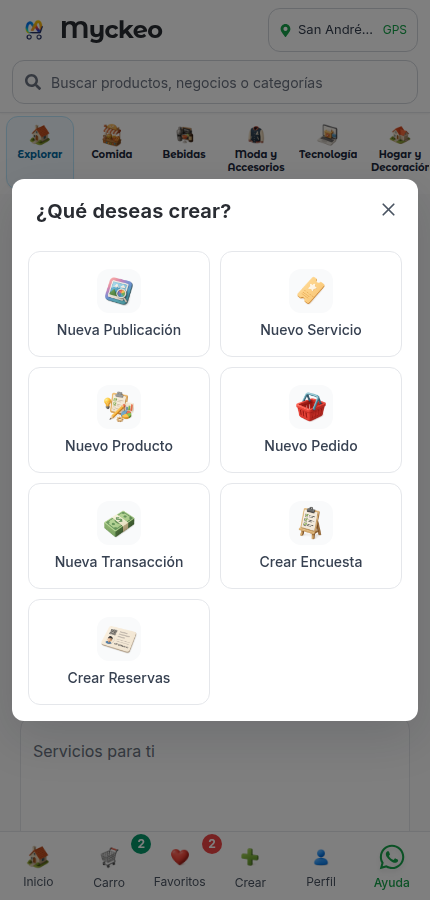 Myckeo
San André... GPS
Buscar productos, negocios o categorías
Explorar
Comida
Bebidas
Moda y
Accesorios
Tecnología
Hogar y
Decoración
¿Qué deseas crear?
Nueva Publicación
Nuevo Servicio
Nuevo Producto
Nuevo Pedido
Nueva Transacción
Crear Encuesta
Crear Reservas
Servicios para ti
2
2
Inicio
Carro
Favoritos
Crear
Perfil
Ayuda